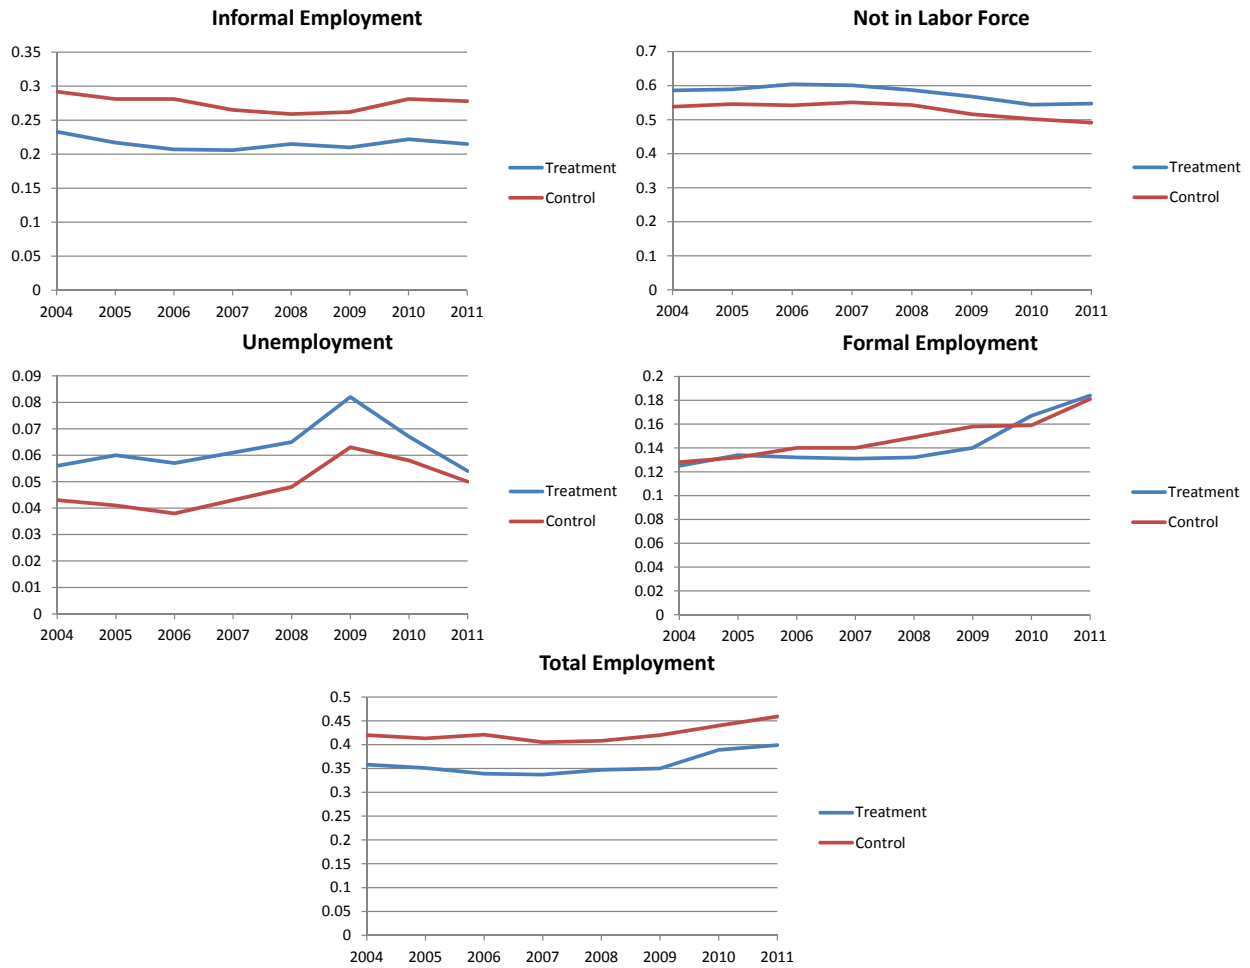 Informal Employment
0.35
0.3
0.25
0.2
0.15
0.1
0.05
0
2004 2005 2006 2007 2008 2009 2010 2011
Treatment
Control
Not in Labor Force
0.7
0.6
0.5
0.4
0.3
0.2
0.1
0
2004 2005 2006 2007 2008 2009 2010 2011
Treatment
Control
Unemployment
0.09
0.08
0.07
0.06
0.05
0.04
0.03
0.02
0.01
0
2004 2005 2006 2007 2008 2009 2010 2011
Treatment
Control
Formal Employment
0.2
0.18
0.16
0.14
0.12
0.1
0.08
0.06
0.04
0.02
0
2004 2005 2006 2007 2008 2009 2010 2011
Treatment
Control
Total Employment
0.5
0.45
0.4
0.35
0.3
0.25
0.2
0.15
0.1
0.05
0
2004 2005 2006 2007 2008 2009 2010 2011
Treatment
Control